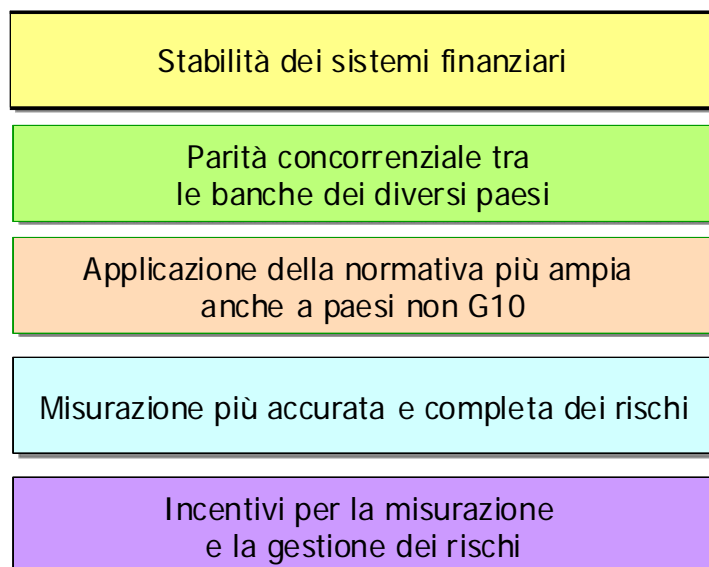 Stabilità dei sistemi finanziari
Parità concorrenziale tra
le banche dei diversi paesi
Applicazione della normativa più ampia
anche a paesi non G10
Misurazione più accurata e completa dei rischi
Incentivi per la misurazione
e la gestione dei rischi